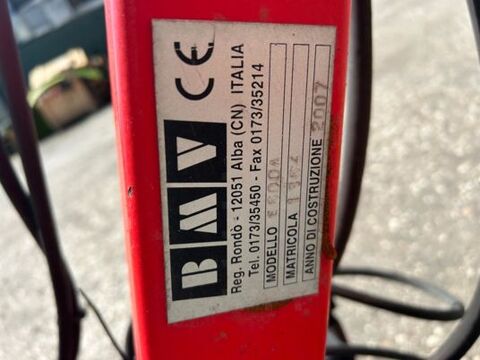 BMV CE
Reg. Rondò - 12051 Alba (CN) ITALIA
Tel. 0173/35450 - Fax 0173/35214
MODELLO
MATRICOLA
ANNO DI COSTRUZIONE 2007